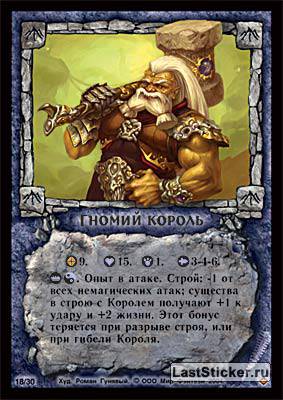 ГНОМИЙ КОРОЛЬ
9. 15. 1. 3-4-6.
Опыт в атаке. Строй: -1 от
всех немагических атак; существа
в строю с Королем получают +1 к
удару и +2 жизни. Этот бонус
теряется при разрыве строя, или
при гибели Короля.
18/30 Худ. Роман Гунявый. © ООО Мир Фэнтези 2004
LastSticker.ru